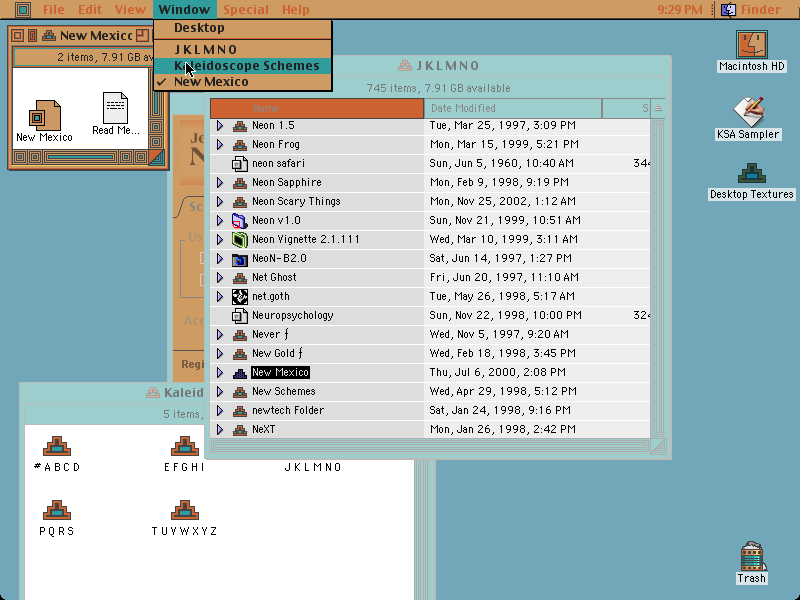 File Edit View Window Special Help 9:29 PM Finder
Desktop
J K L M N O
Kaleidoscope Schemes
✓ New Mexico
New Mexico
2 items, 7.91 GB av
New Mexico
Read Me...
J K L M N O
745 items, 7.91 GB available
Name Date Modified S
Neon 1.5 Tue, Mar 25, 1997, 3:09 PM
Neon Frog Mon, Mar 15, 1999, 5:21 PM
neon safari Sun, Jun 5, 1960, 10:40 AM 344
Neon Sapphire Mon, Feb 9, 1998, 9:19 PM
Neon Scary Things Mon, Nov 25, 2002, 1:12 AM
Neon v1.0 Sun, Nov 21, 1999, 10:51 AM
Neon Vignette 2.1.111 Wed, Mar 10, 1999, 3:11 AM
NeoN-B2.0 Sat, Jun 14, 1997, 1:27 PM
Net Ghost Fri, Jun 20, 1997, 11:10 AM
net.goth Tue, May 26, 1998, 5:17 AM
Neuropsychology Sun, Nov 22, 1998, 10:00 PM 324
Never ƒ Wed, Nov 5, 1997, 9:20 AM
New Gold ƒ Wed, Feb 18, 1998, 3:45 PM
New Mexico Thu, Jul 6, 2000, 2:08 PM
New Schemes Wed, Apr 29, 1998, 5:12 PM
newtech Folder Sat, Jan 24, 1998, 9:16 PM
NeXT Mon, Jan 26, 1998, 2:42 PM
Je
N
Sc
Us
Acc
Regi
Kaleid
5 items,
# A B C D
E F G H I
J K L M N O
P Q R S
T U V W X Y Z
Macintosh HD
KSA Sampler
Desktop Textures
Trash